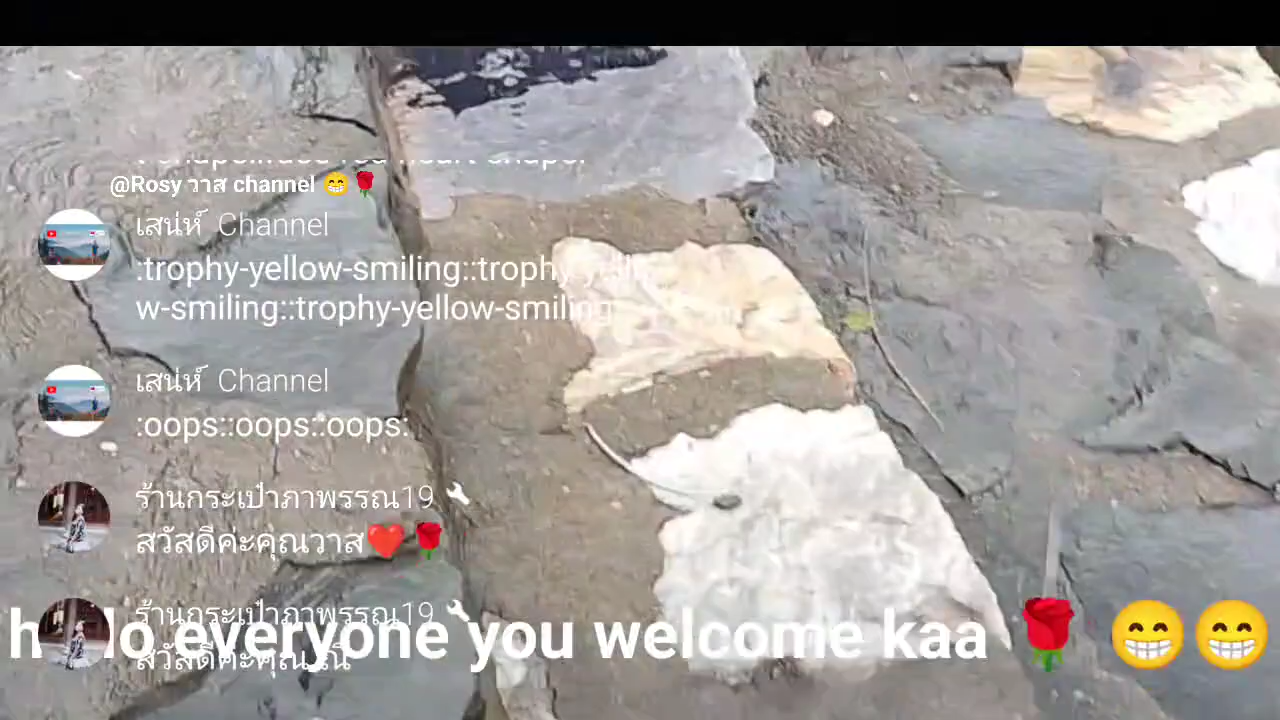 @Rosy วาส channel 😁🌹
เสน่ห์ Channel
:trophy-yellow-smiling::trophy-yello
w-smiling::trophy-yellow-smiling:
เสน่ห์ Channel
:oops::oops::oops:
ร้านกระเป๋าภาพรรณ19 🔧
สวัสดีค่ะคุณวาส❤️🌹
ร้านกระเป๋าภาพรรณ19 🔧
everyone you welcome kaa 🌹 😁😁